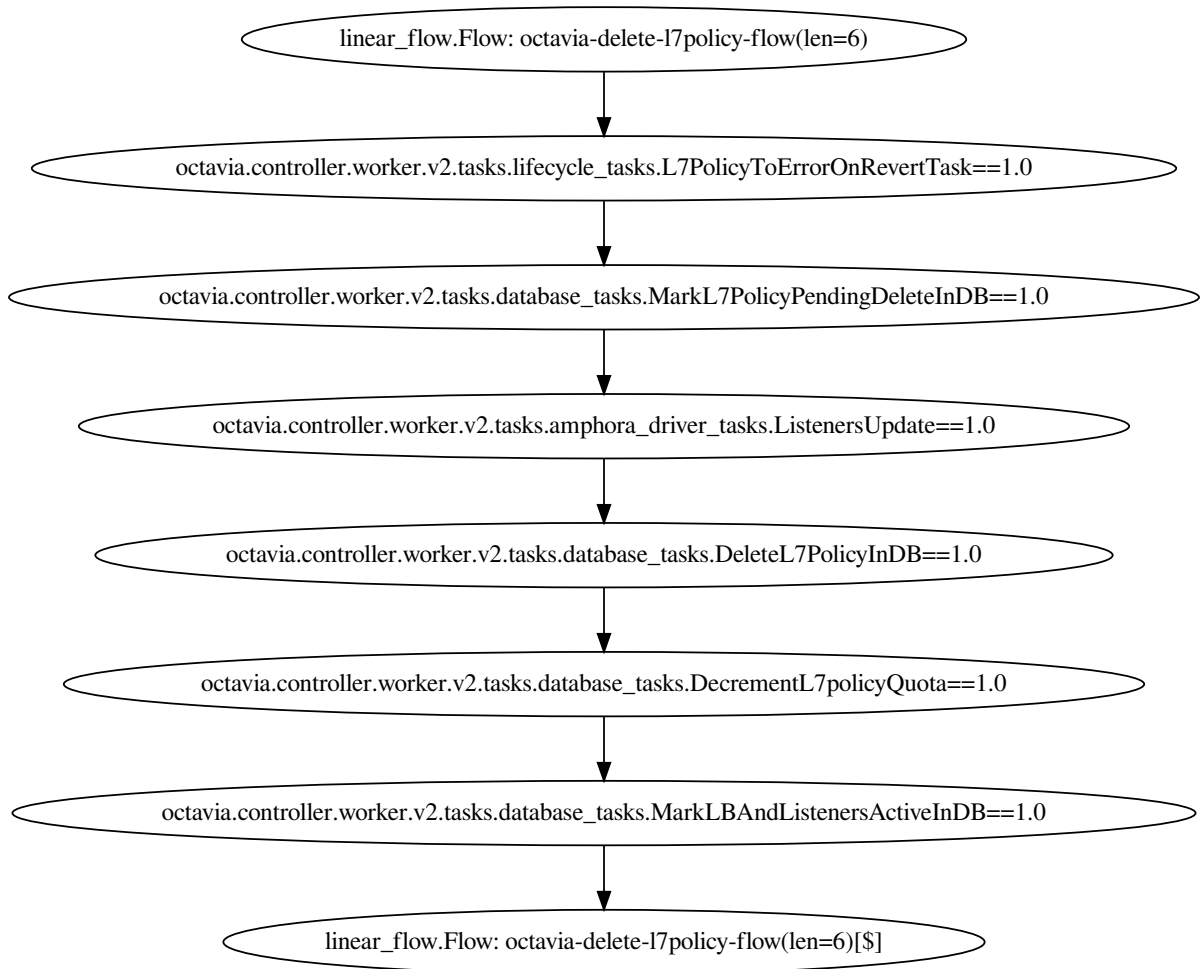 linear_flow.Flow: octavia-delete-l7policy-flow(len=6)
octavia.controller.worker.v2.tasks.lifecycle_tasks.L7PolicyToErrorOnRevertTask==1.0
octavia.controller.worker.v2.tasks.database_tasks.MarkL7PolicyPendingDeleteInDB==1.0
octavia.controller.worker.v2.tasks.amphora_driver_tasks.ListenersUpdate==1.0
octavia.controller.worker.v2.tasks.database_tasks.DeleteL7PolicyInDB==1.0
octavia.controller.worker.v2.tasks.database_tasks.DecrementL7policyQuota==1.0
octavia.controller.worker.v2.tasks.database_tasks.MarkLBAndListenersActiveInDB==1.0
linear_flow.Flow: octavia-delete-l7policy-flow(len=6)[$]